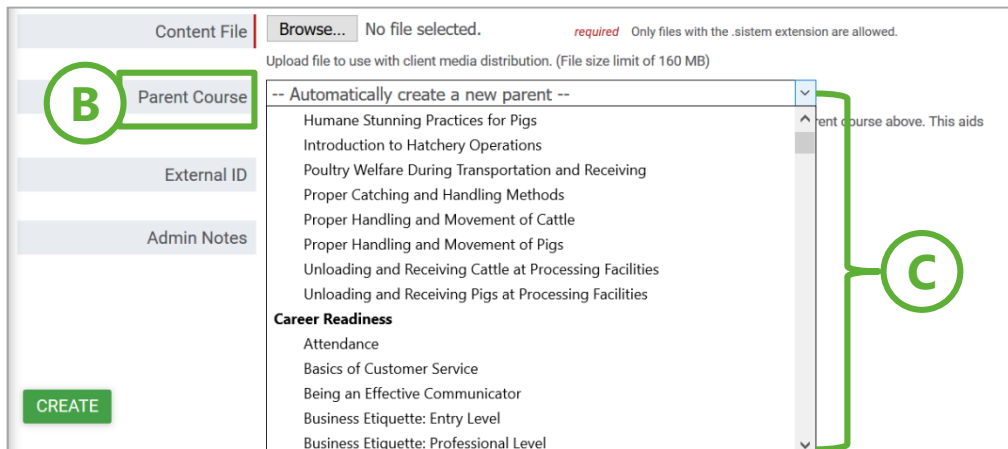 Content File Browse... No file selected. required Only files with the .sistem extension are allowed.
Upload file to use with client media distribution. (File size limit of 160 MB)
B Parent Course -- Automatically create a new parent --
Humane Stunning Practices for Pigs
course above. This aids
Introduction to Hatchery Operations
External ID Poultry Welfare During Transportation and Receiving
Proper Catching and Handling Methods
Proper Handling and Movement of Cattle
Admin Notes Proper Handling and Movement of Pigs
Unloading and Receiving Cattle at Processing Facilities
C
Unloading and Receiving Pigs at Processing Facilities
Career Readiness
Attendance
Basics of Customer Service
Being an Effective Communicator
CREATE
Business Etiquette: Entry Level
Business Etiquette: Professional Level